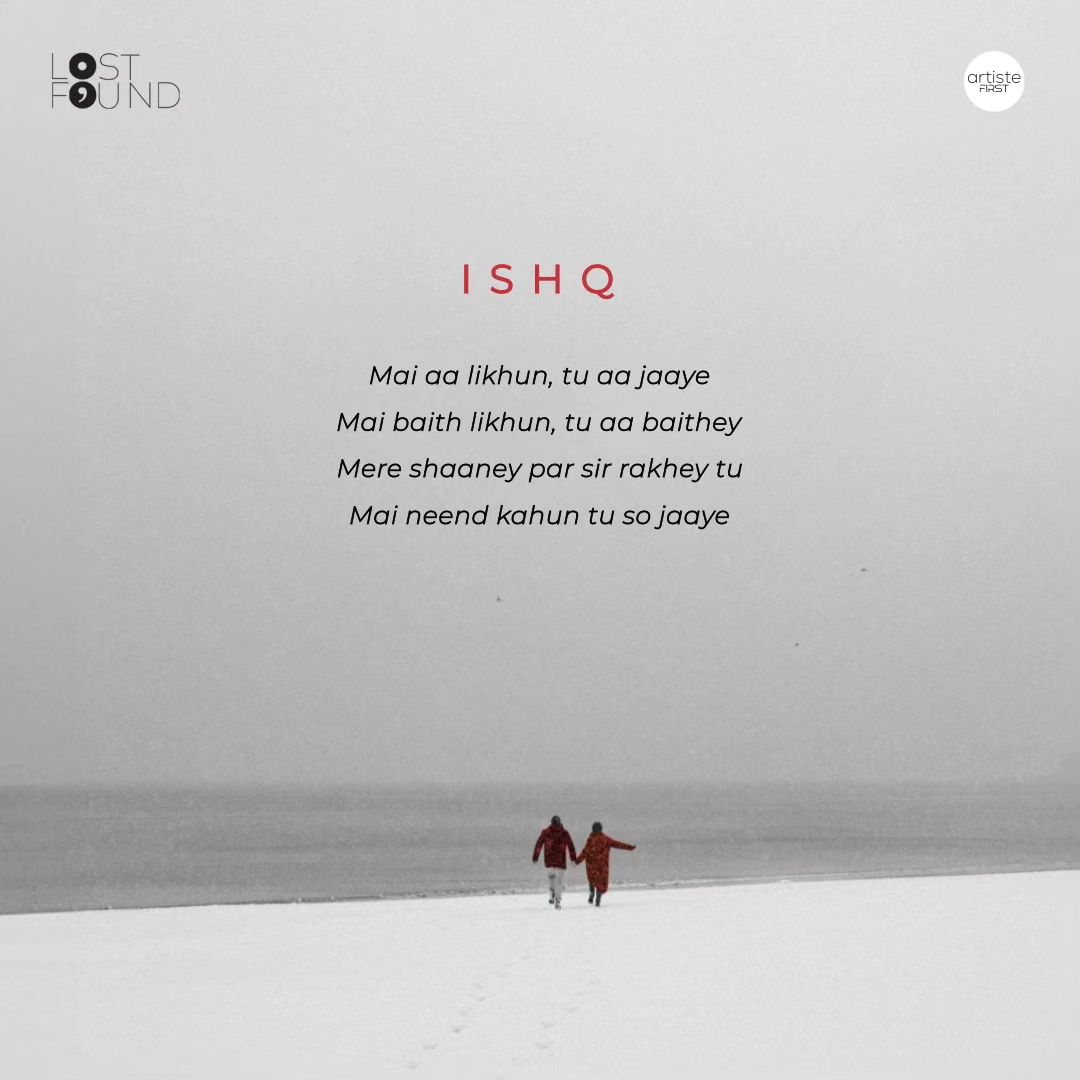 LOST
FOUND
artiste
FIRST
ISHQ
Mai aa likhun, tu aa jaaye
Mai baith likhun, tu aa baithey
Mere shaaney par sir rakhey tu
Mai neend kahun tu so jaaye